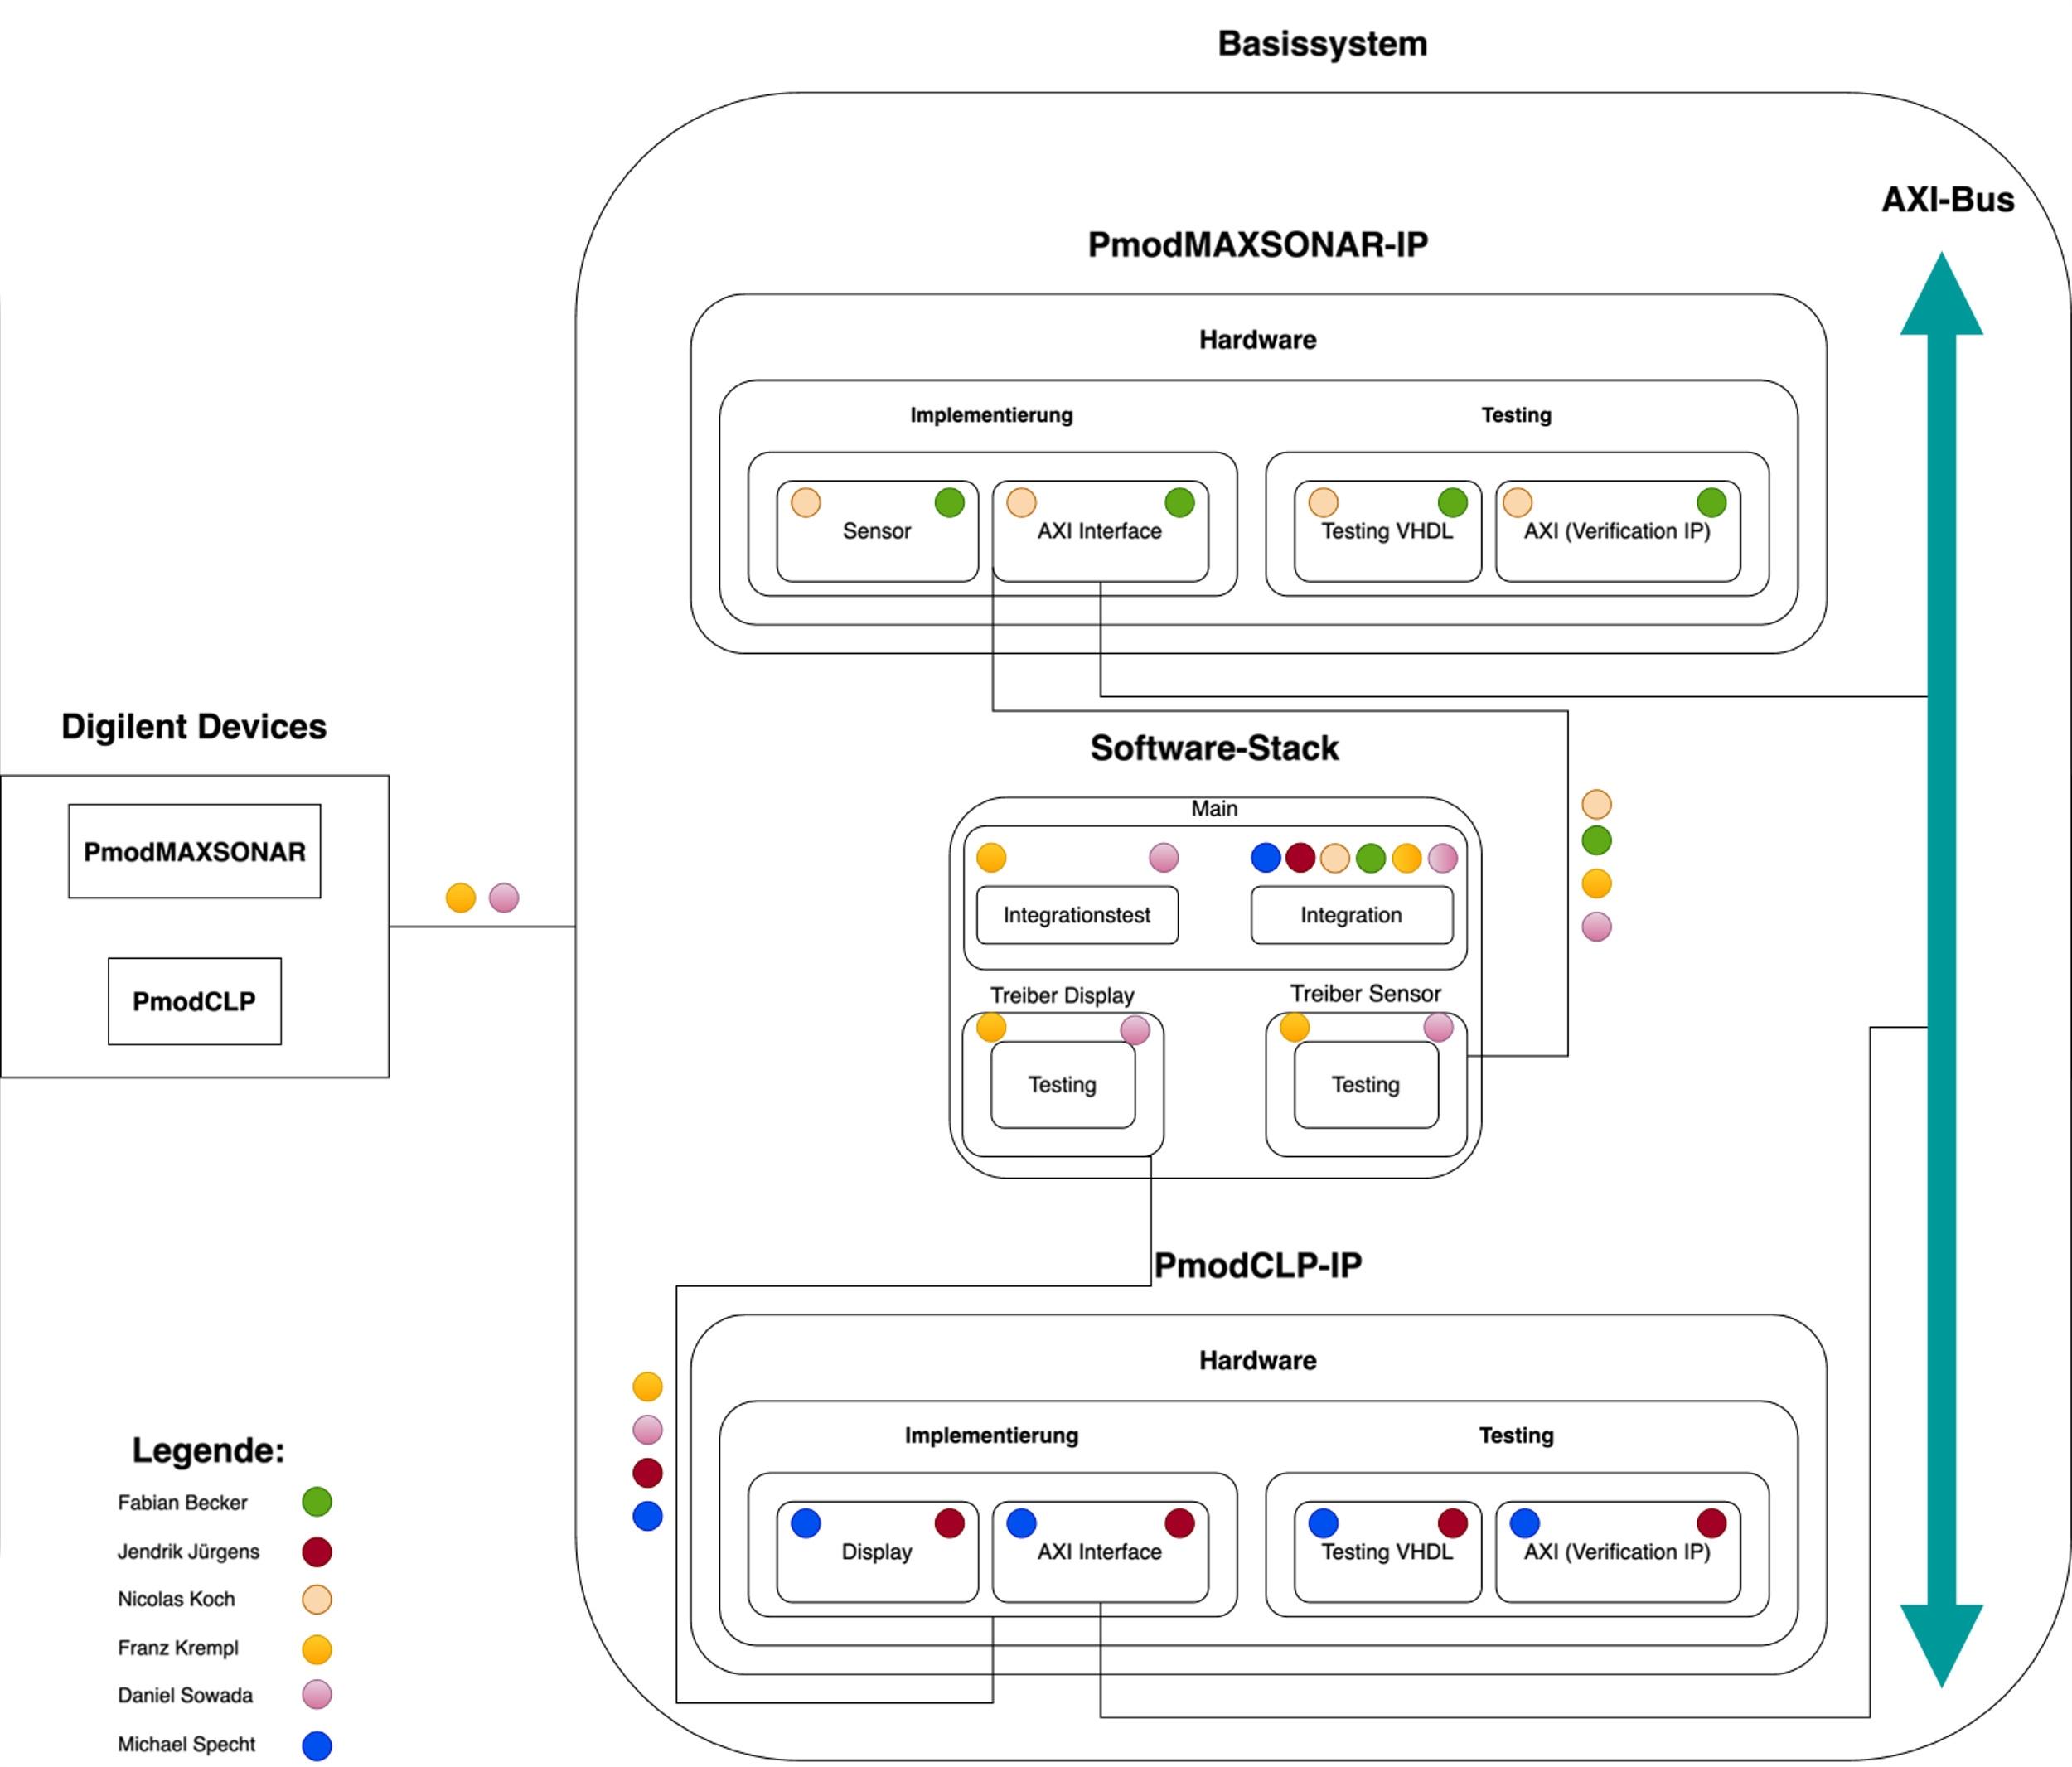 Basissystem
AXI-Bus
PmodMAXSONAR-IP
Hardware
Implementierung
Testing
Sensor
AXI Interface
Testing VHDL
AXI (Verification IP)
Digilent Devices
PmodMAXSONAR
PmodCLP
Software-Stack
Main
Integrationstest
Integration
Treiber Display
Treiber Sensor
Testing
Testing
PmodCLP-IP
Hardware
Implementierung
Testing
Display
AXI Interface
Testing VHDL
AXI (Verification IP)
Legende:
Fabian Becker
Jendrik Jürgens
Nicolas Koch
Franz Krempl
Daniel Sowada
Michael Specht